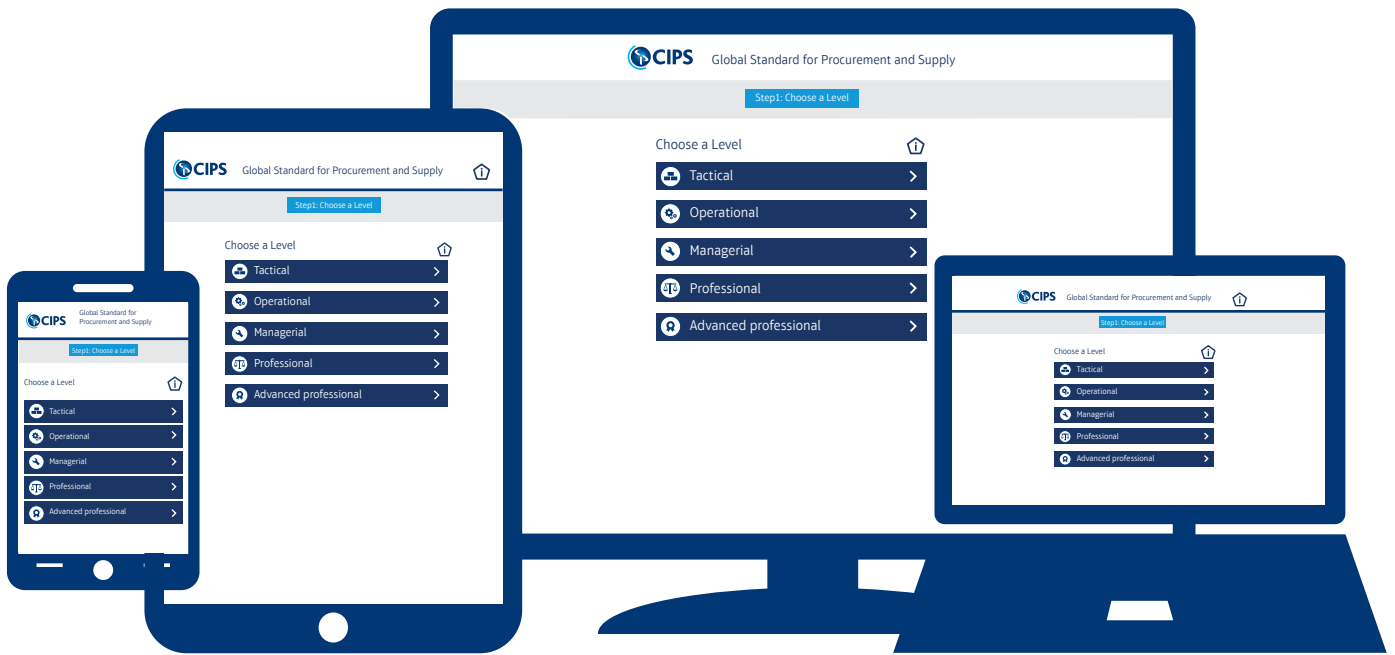 CIPS Global Standard for Procurement and Supply
Step1: Choose a Level
Choose a Level
Tactical
Operational
Managerial
Professional
Advanced professional
CIPS Global Standard for Procurement and Supply
Step1: Choose a Level
Choose a Level
Tactical
Operational
Managerial
Professional
Advanced professional
CIPS Global Standard for
Procurement and Supply
Step1: Choose a Level
Choose a Level
Tactical
Operational
Managerial
Professional
Advanced professional
CIPS Global Standard for Procurement and Supply
Step1: Choose a Level
Choose a Level
Tactical
Operational
Managerial
Professional
Advanced professional